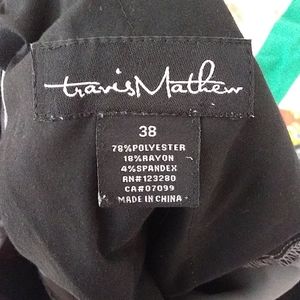 travisMathew
38
78%POLYESTER
18%RAYON
4%SPANDEX
RN#123280
CA#07099
MADE IN CHINA